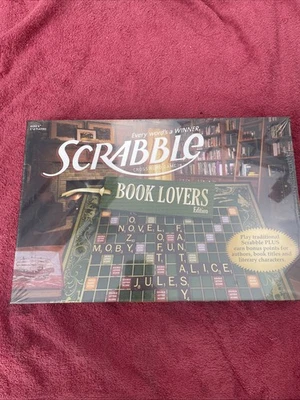 Every word's a WINNER.
SCRABBLE
BOOK LOVERS
Edition
NOVEL
MOBY
FUN
ALICE
JULES
Play traditional
Scrabble PLUS
earn bonus points for
authors, book titles and
literary characters.